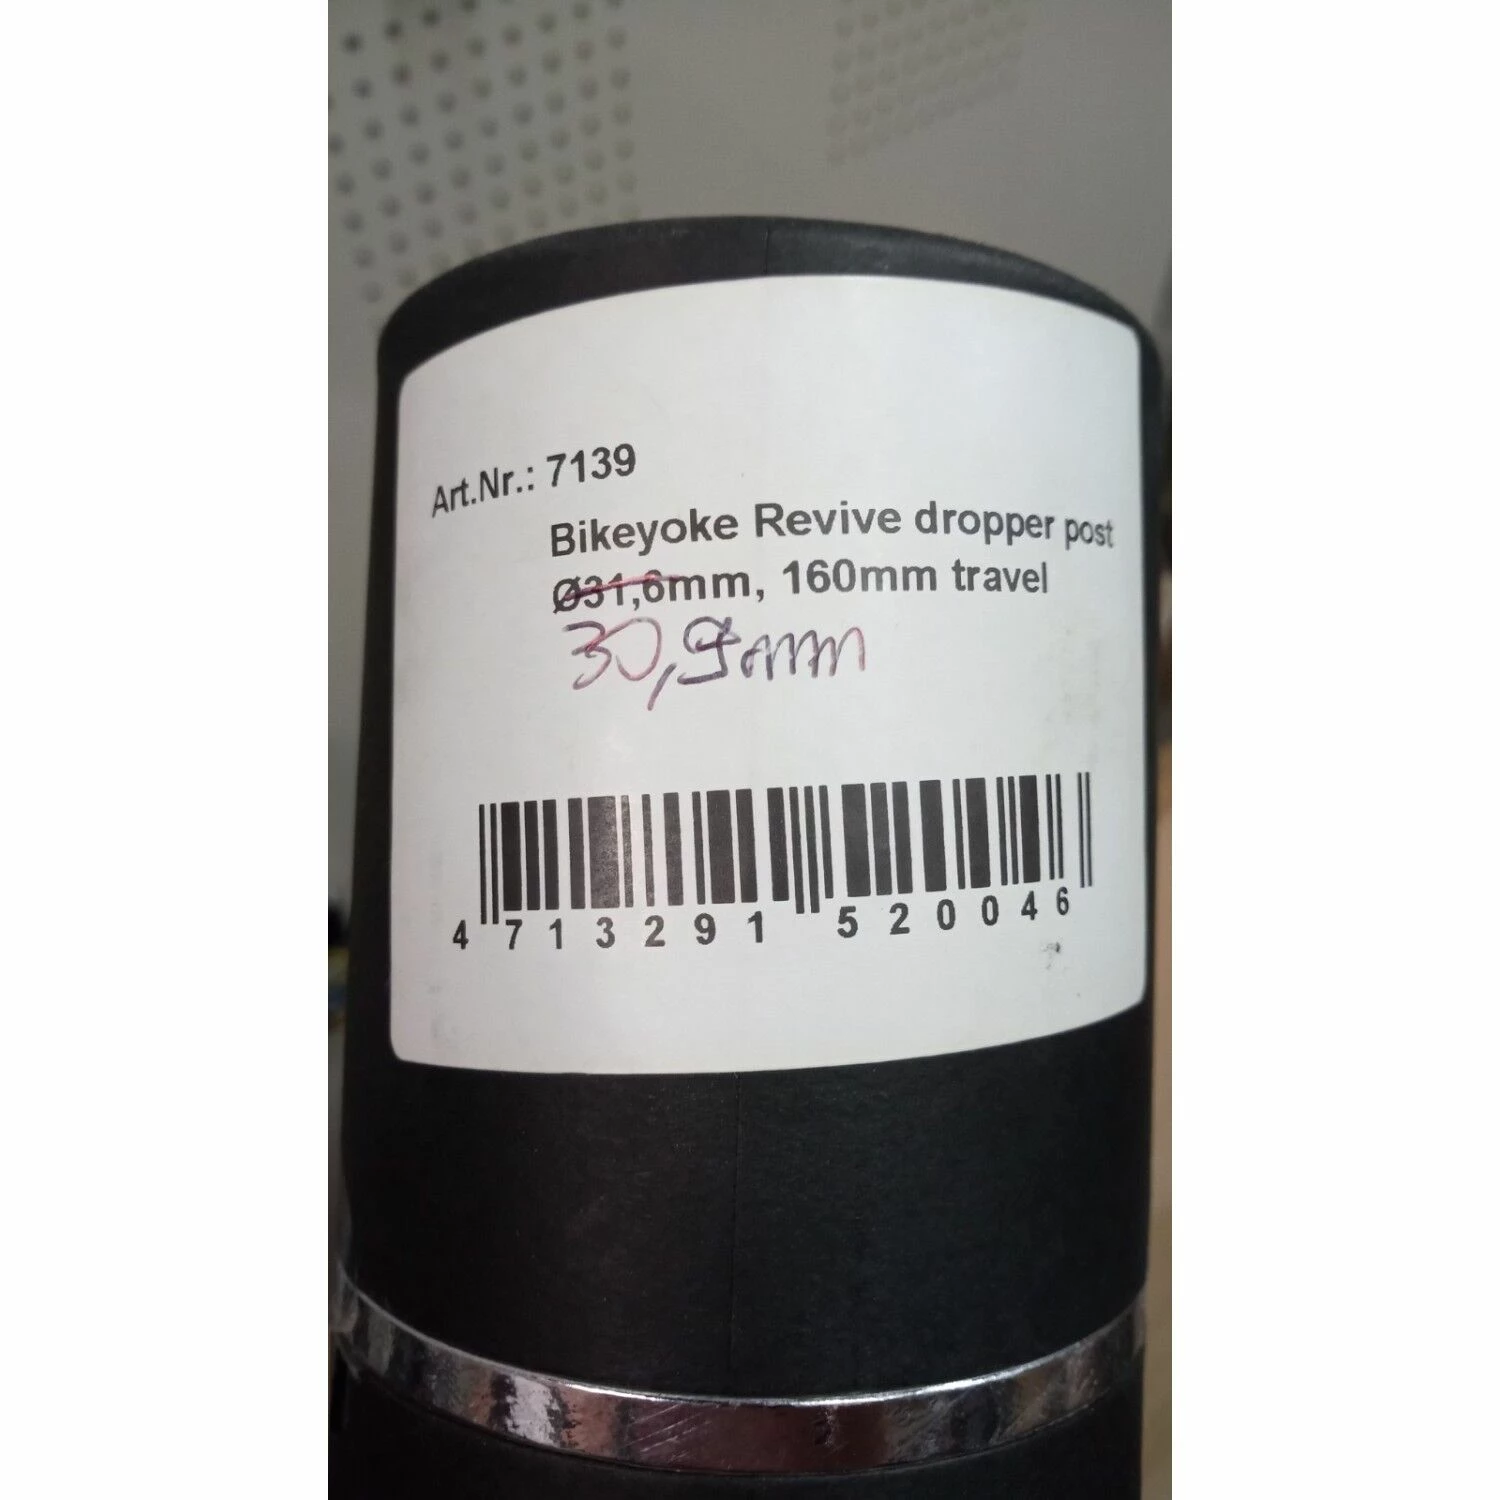 Art.Nr.: 7139
Bikeyoke Revive dropper post
Ø31,6mm, 160mm travel
30,9mm
4 713291 520046